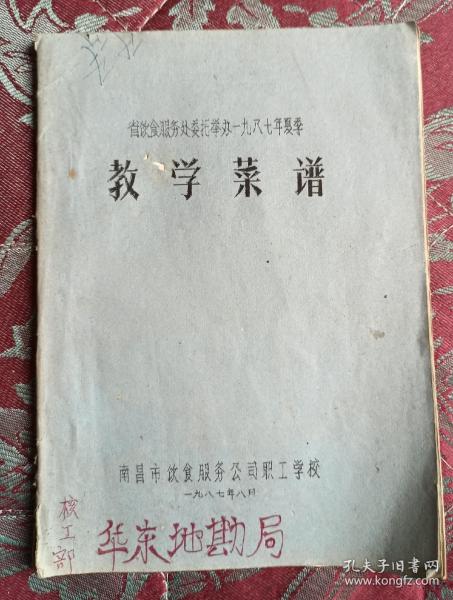 省饮食服务处委托举办一九八七年夏季
教学菜谱
南昌市饮食服务公司职工学校
一九八七年八月
核工部
华东地勘局
孔夫子旧书网
www.kongfz.com